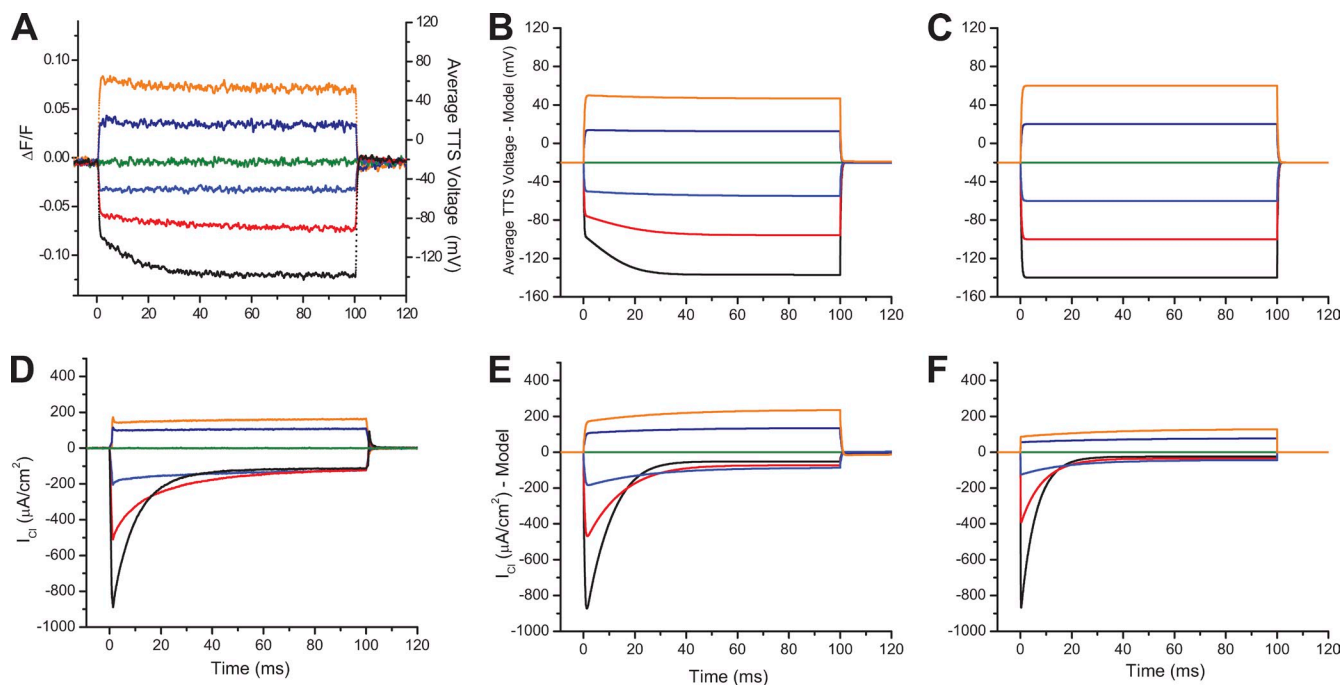 A
B
C
ΔF/F
0.10
0.05
0.00
-0.05
-0.10
120
80
40
0
-40
-80
-120
Average TTS Voltage (mV)
0 20 40 60 80 100 120
Average TTS Voltage - Model (mV)
120
80
40
0
-40
-80
-120
-160
0 20 40 60 80 100 120
120
80
40
0
-40
-80
-120
-160
0 20 40 60 80 100 120
D
E
F
I_Cl (µA/cm²)
400
200
0
-200
-400
-600
-800
-1000
0 20 40 60 80 100 120
Time (ms)
I_Cl (µA/cm²) - Model
400
200
0
-200
-400
-600
-800
-1000
0 20 40 60 80 100 120
Time (ms)
400
200
0
-200
-400
-600
-800
-1000
0 20 40 60 80 100 120
Time (ms)